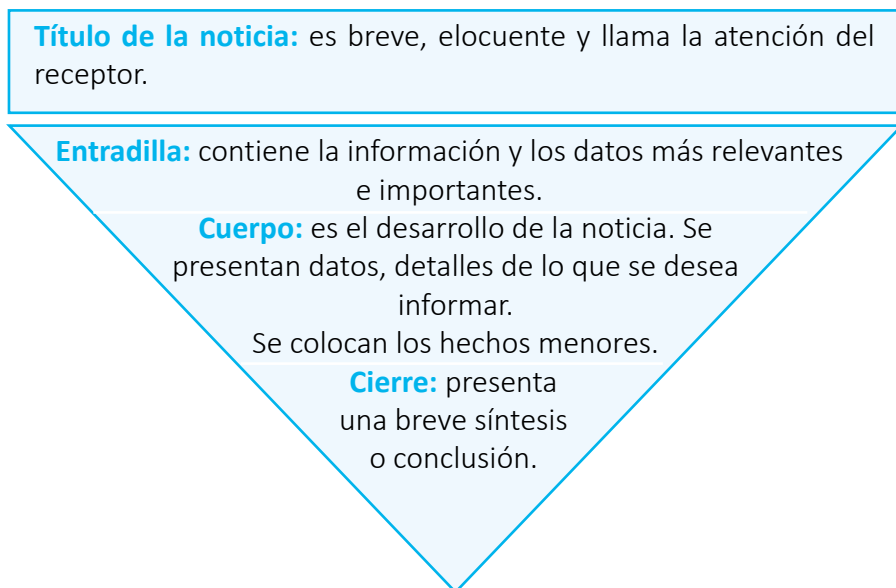 Título de la noticia: es breve, elocuente y llama la atención del
receptor.
Entradilla: contiene la información y los datos más relevantes
e importantes.
Cuerpo: es el desarrollo de la noticia. Se
presentan datos, detalles de lo que se desea
informar.
Se colocan los hechos menores.
Cierre: presenta
una breve síntesis
o conclusión.